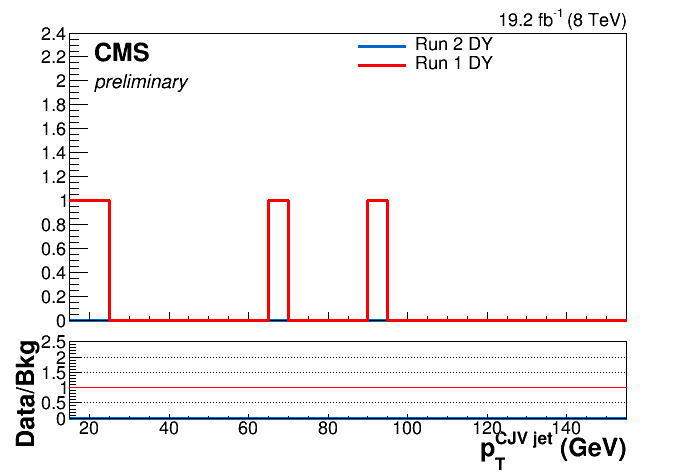 19.2 fb-1 (8 TeV)
CMS
preliminary
Run 2 DY
Run 1 DY
2.4
2.2
2
1.8
1.6
1.4
1.2
1
0.8
0.6
0.4
0.2
0
Data/Bkg
2.5
2
1.5
1
0.5
0
20 40 60 80 100 120 140
pT CJV jet (GeV)